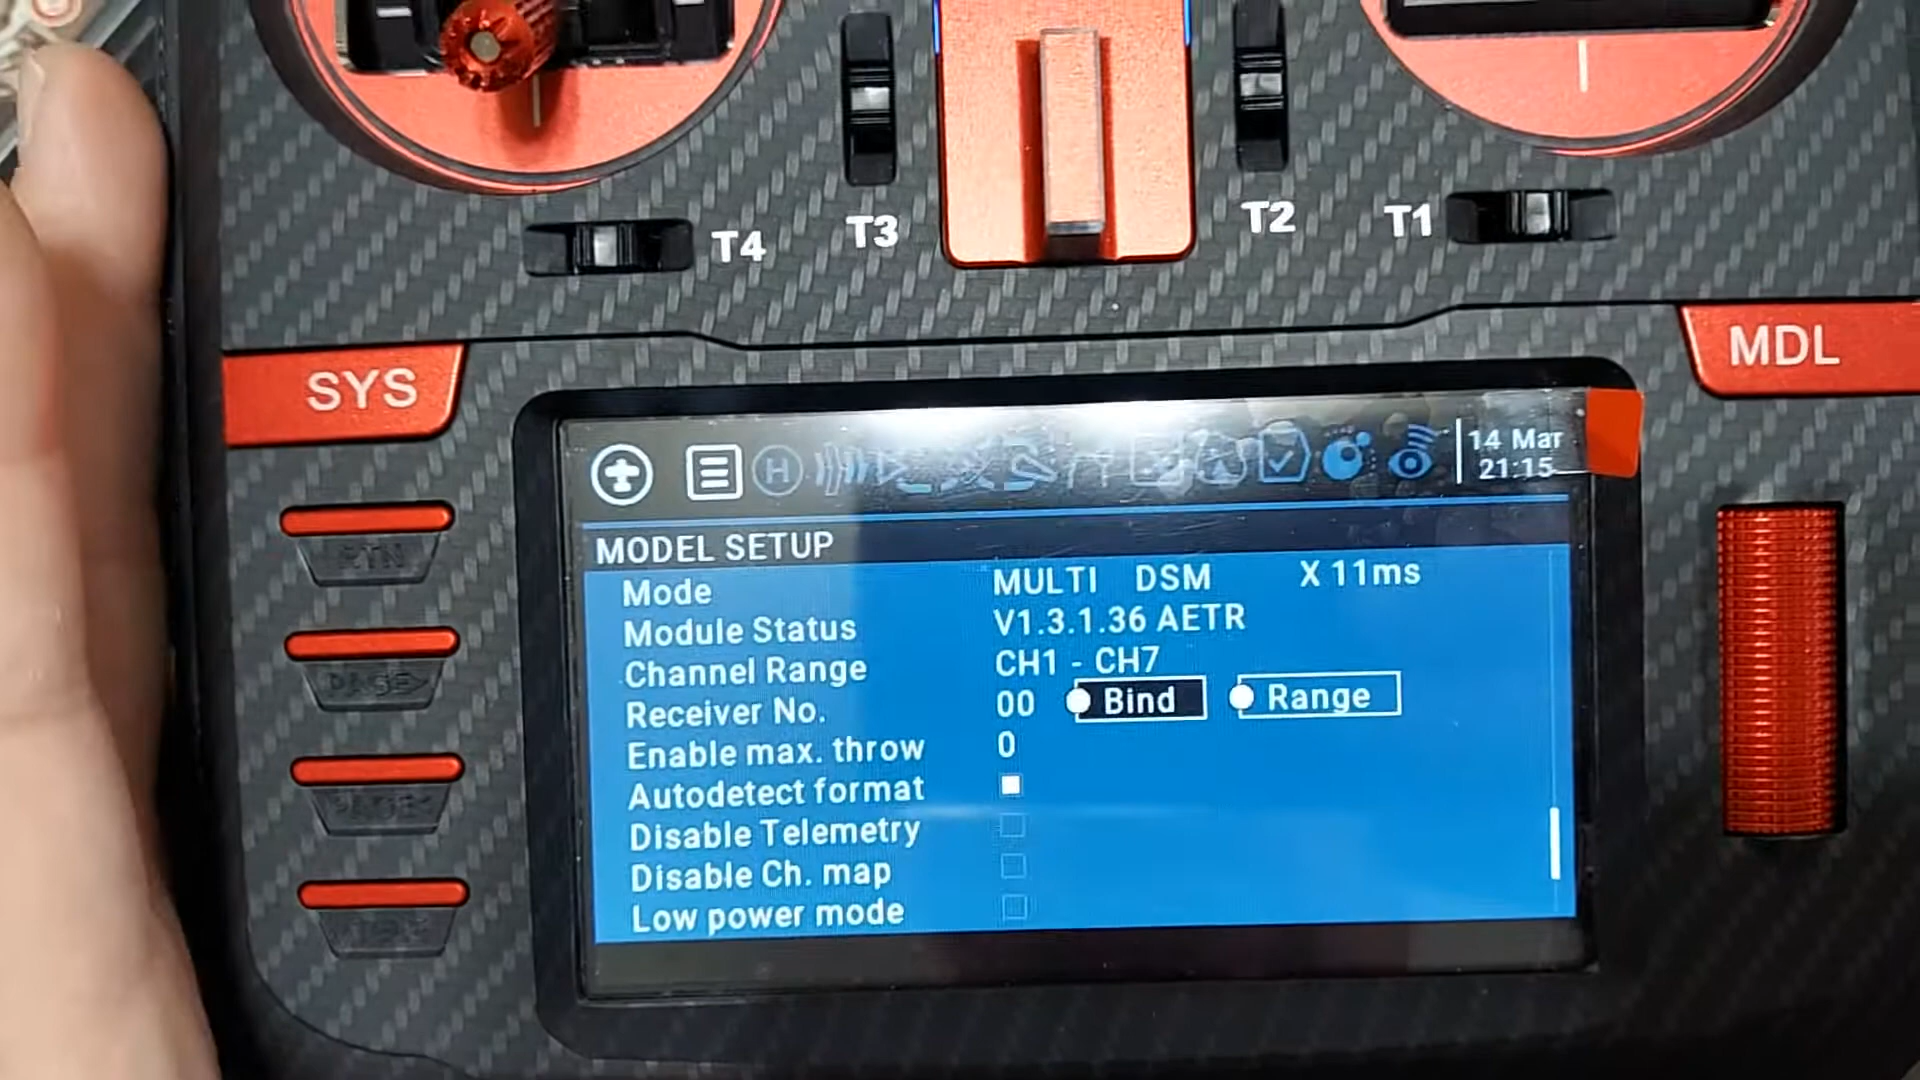 T4
T3
T2
T1
SYS
MDL
14 Mar
21:15
MODEL SETUP
Mode MULTI DSM X 11ms
Module Status V1.3.1.36 AETR
Channel Range CH1 - CH7
Receiver No. 00 Bind Range
Enable max. throw 0
Autodetect format
Disable Telemetry
Disable Ch. map
Low power mode
RTN
PAGE>